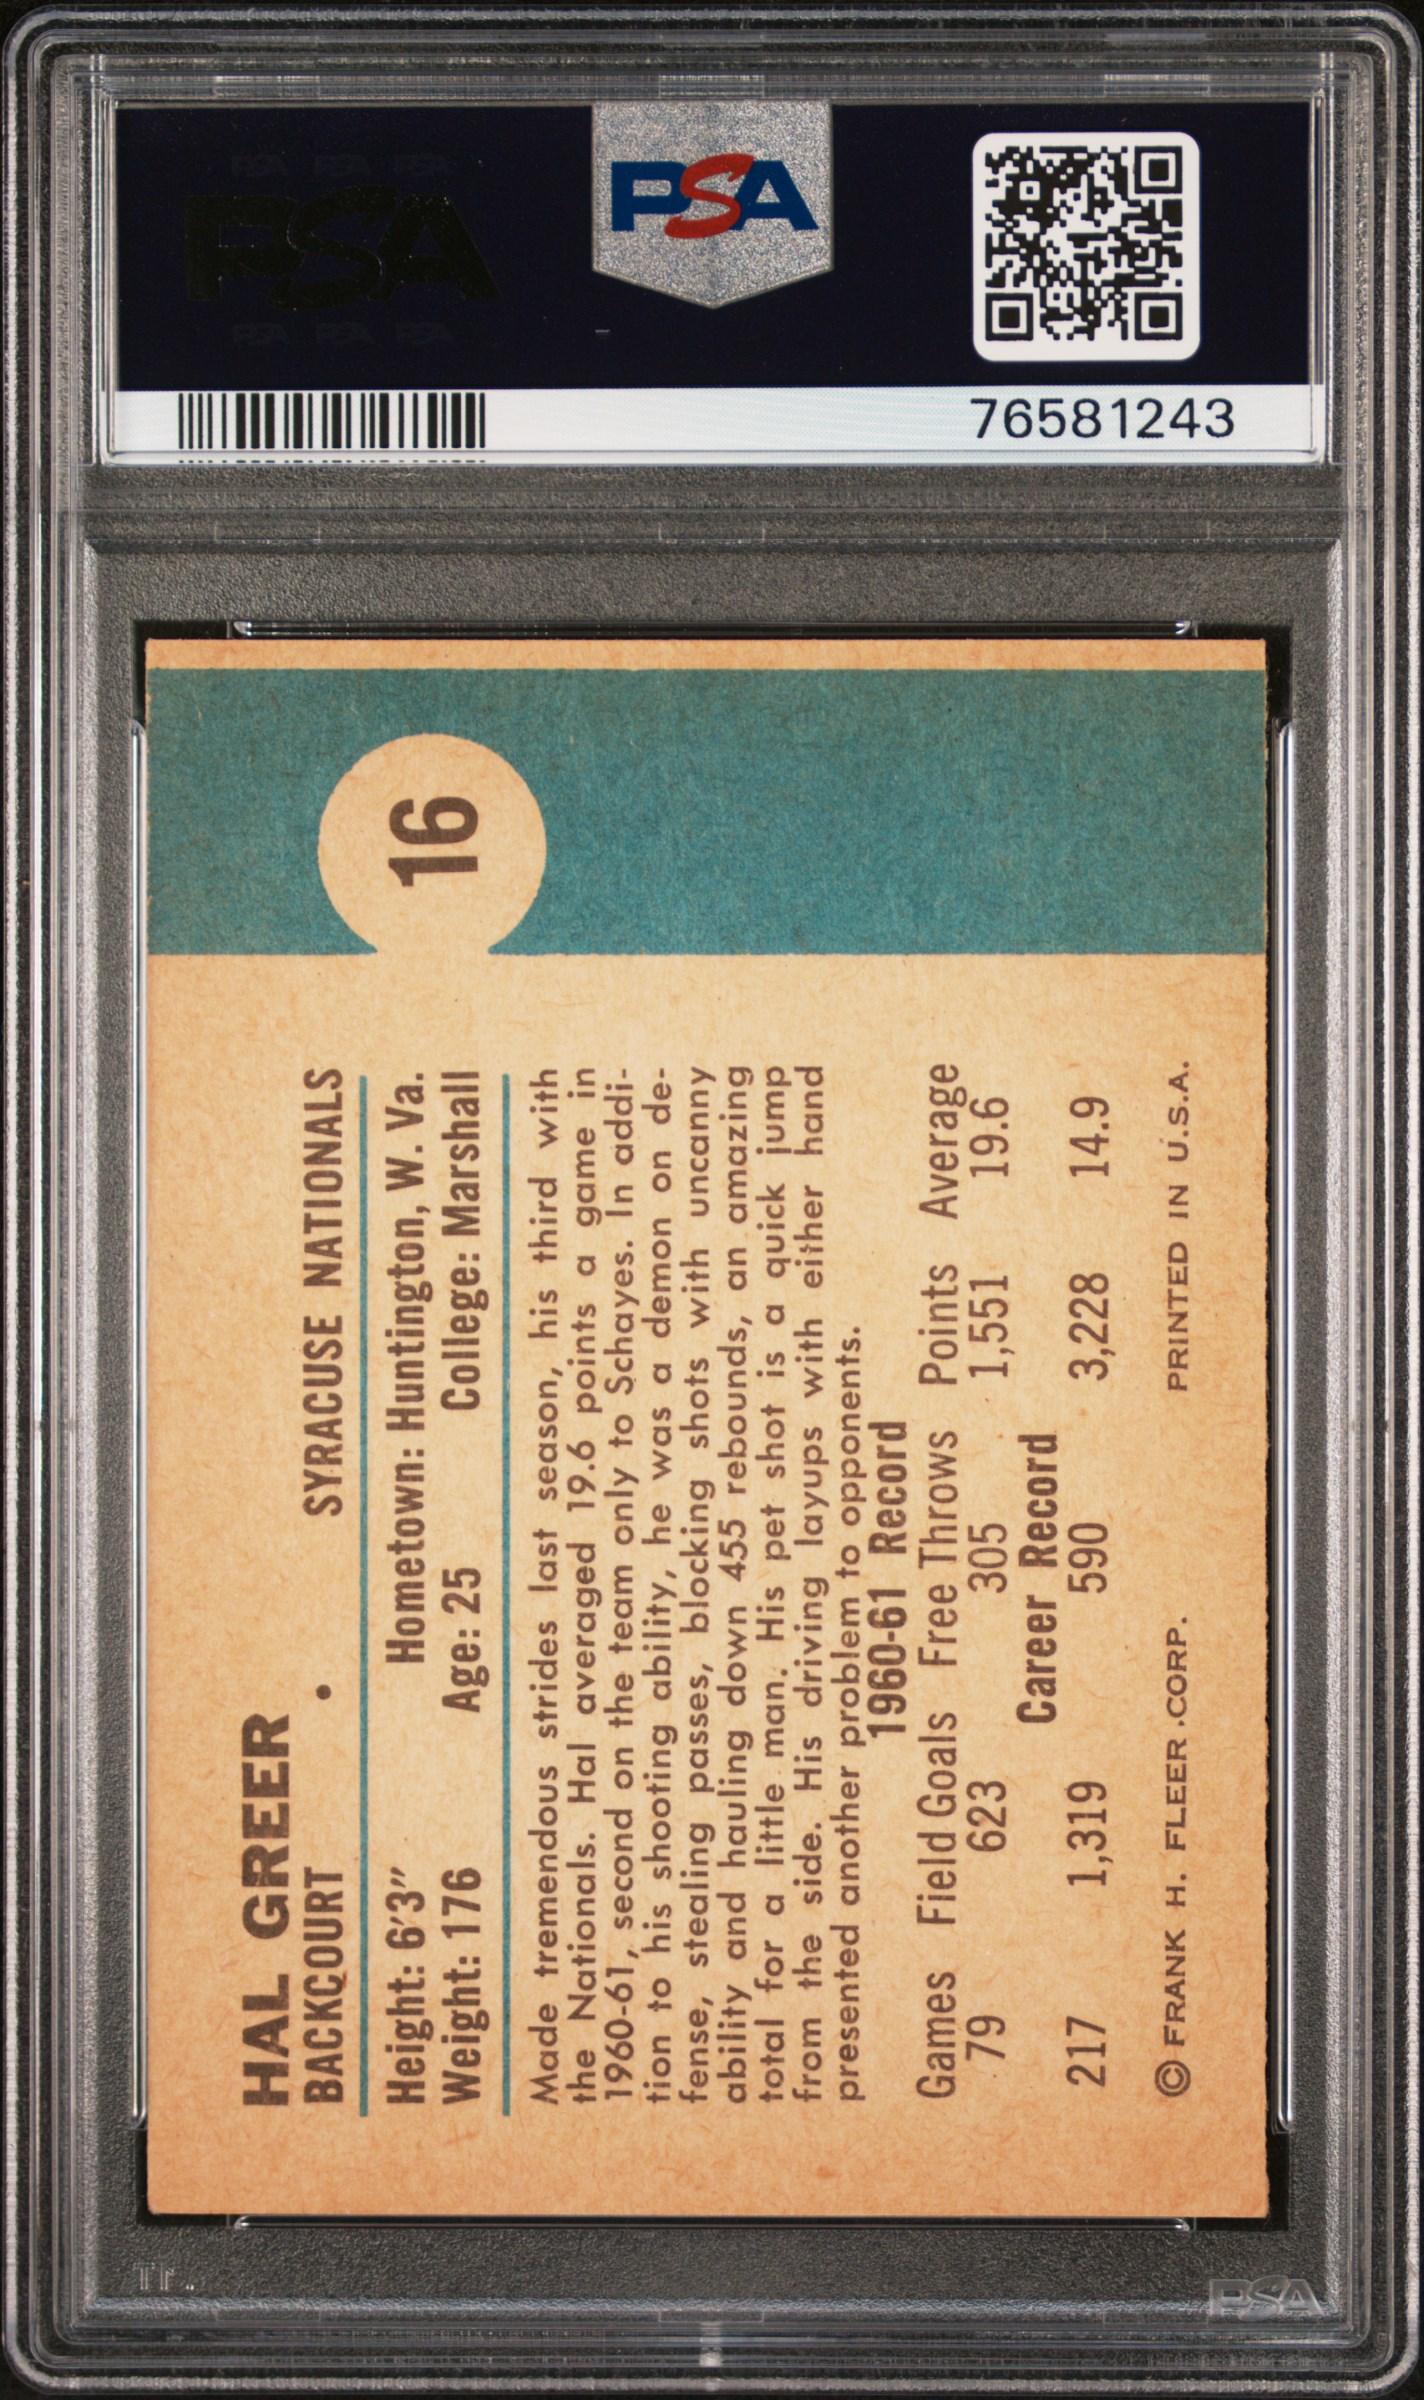 PSA PSA PSA
PSA
PSA PSA PSA
PSA
76581243
16
HAL GREER
BACKCOURT • SYRACUSE NATIONALS
Height: 6'3" Hometown: Huntington, W. Va.
Weight: 176 Age: 25 College: Marshall
Made tremendous strides last season, his third with
the Nationals. Hal averaged 19.6 points a game in
1960-61, second on the team only to Schayes. In addi-
tion to his shooting ability, he was a demon on de-
fense, stealing passes, blocking shots with uncanny
ability and hauling down 455 rebounds, an amazing
total for a little man. His pet shot is a quick jump
from the side. His driving layups with either hand
presented another problem to opponents.
1960-61 Record
Games Field Goals Free Throws Points Average
79 623 305 1,551 19.6
Career Record
217 1,319 590 3,228 14.9
© FRANK H. FLEER CORP. PRINTED IN U.S.A.
PSA